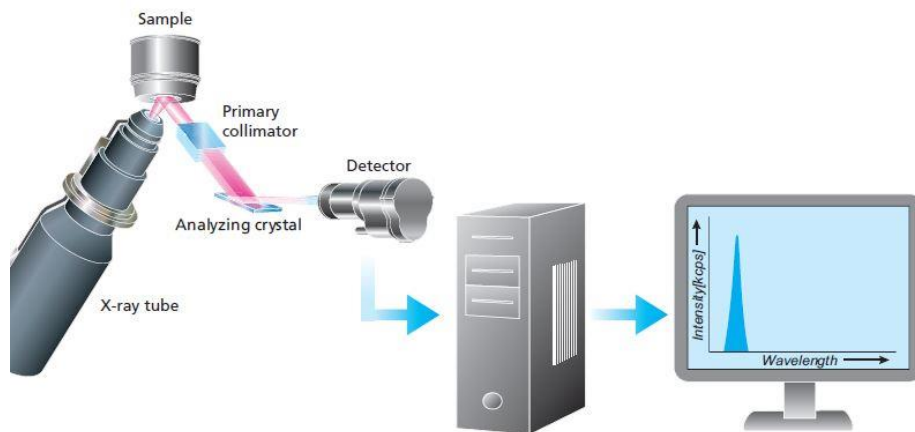 Sample
Primary
collimator
Detector
Analyzing crystal
X-ray tube
Intensity[kcps]
Wavelength